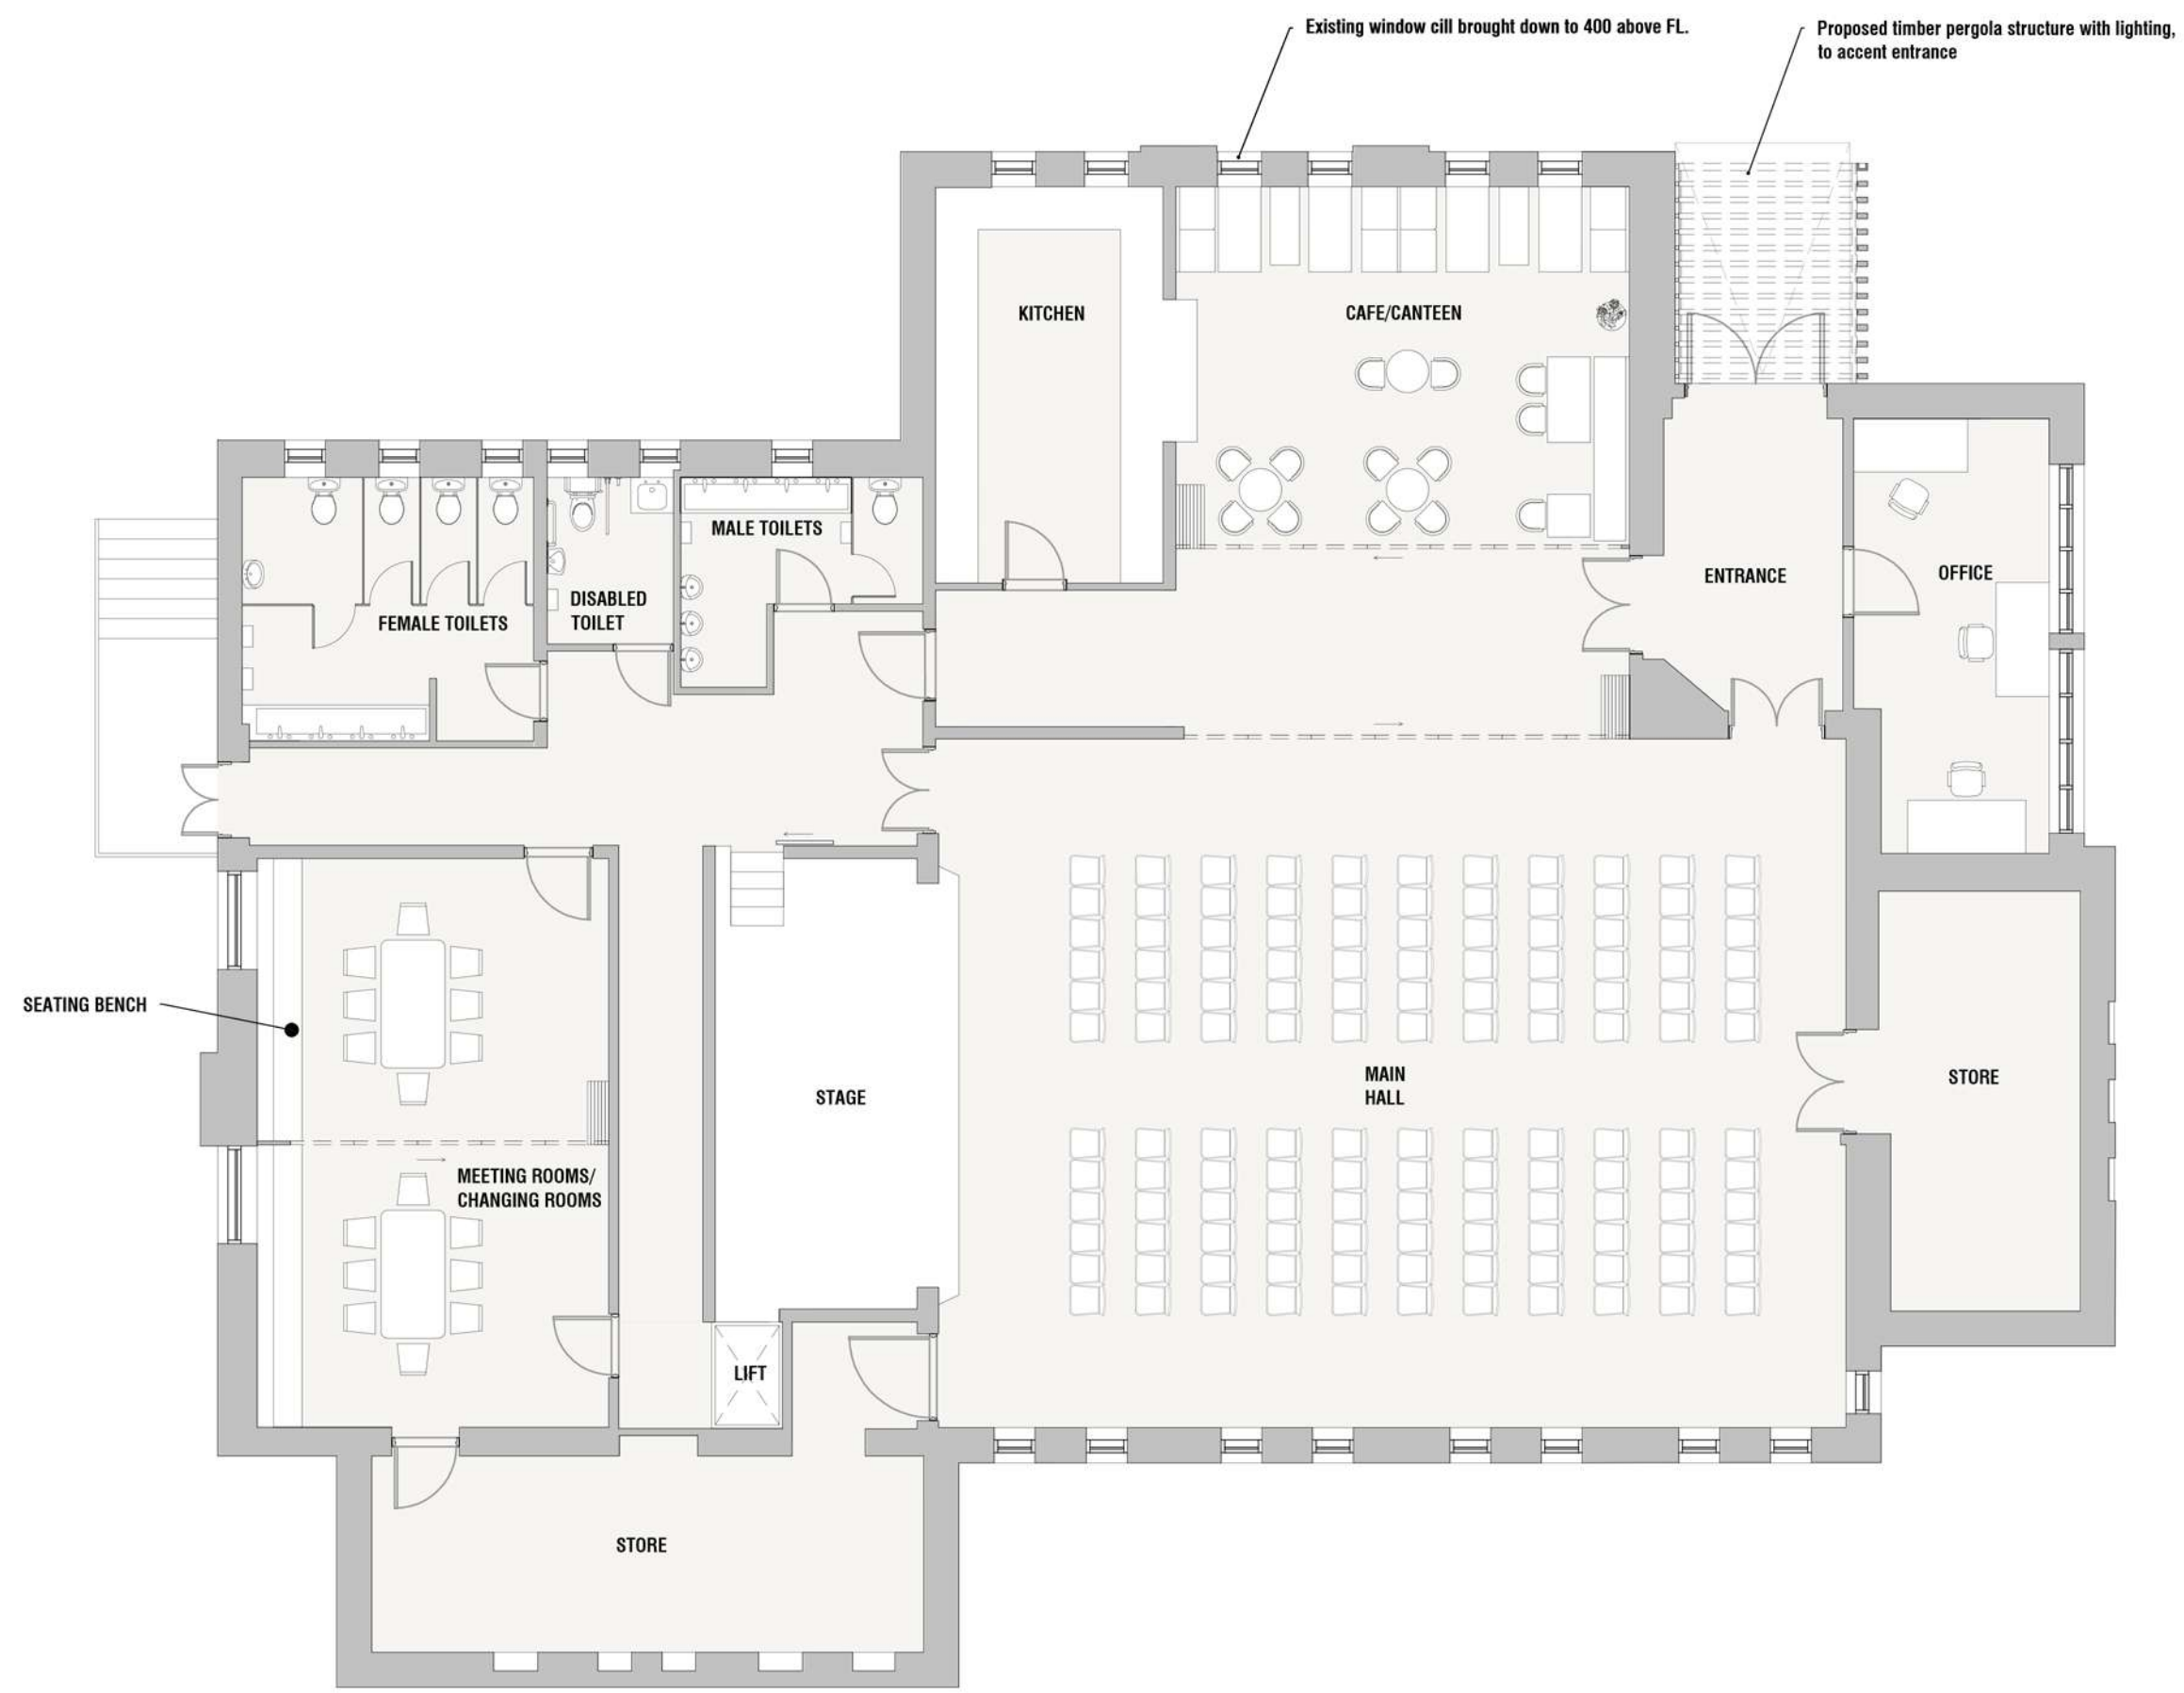 Existing window cill brought down to 400 above FL.
Proposed timber pergola structure with lighting,
to accent entrance
KITCHEN
CAFE/CANTEEN
MALE TOILETS
ENTRANCE
OFFICE
DISABLED
TOILET
FEMALE TOILETS
SEATING BENCH
MAIN
HALL
STORE
STAGE
MEETING ROOMS/
CHANGING ROOMS
LIFT
STORE